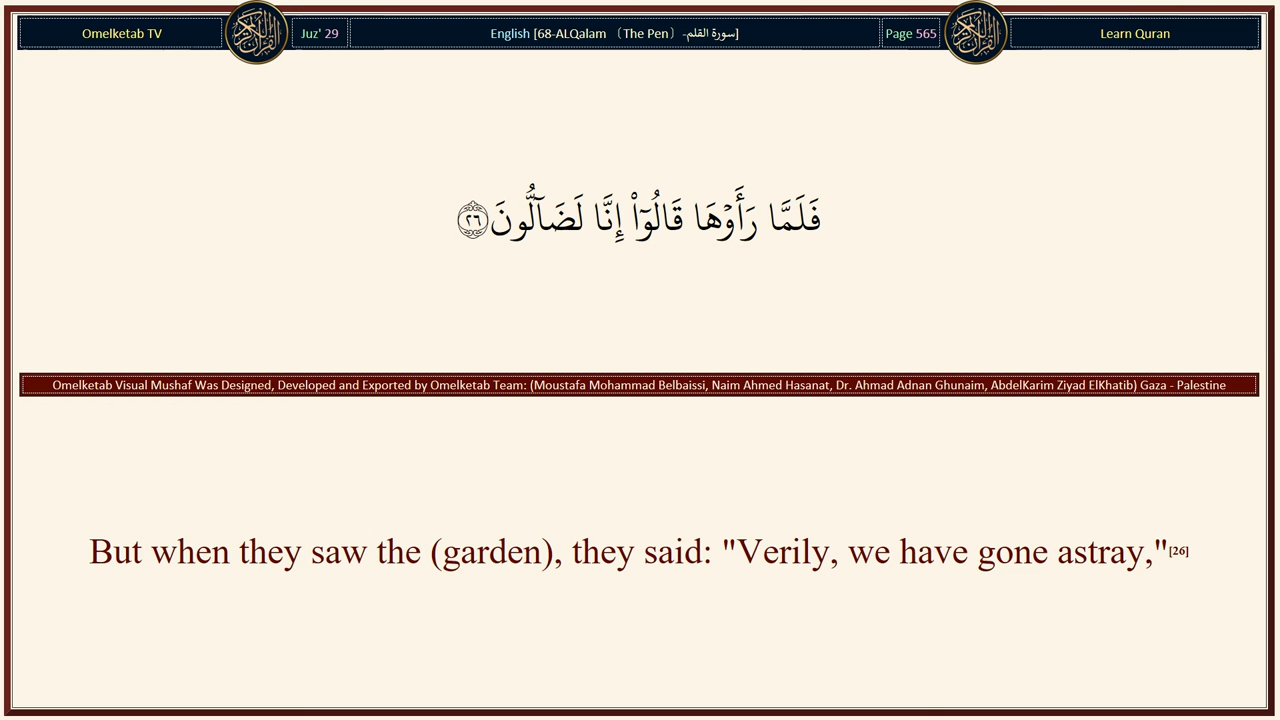 Omelketab TV
Juz' 29
English [68-ALQalam 〔The Pen〕 -سورة القلم]
Page 565
Learn Quran
فَلَمَّا رَأَوْهَا قَالُوٓا۟ إِنَّا لَضَآلُّونَ ٢٦
Omelketab Visual Mushaf Was Designed, Developed and Exported by Omelketab Team: (Moustafa Mohammad Belbaissi, Naim Ahmed Hasanat, Dr. Ahmad Adnan Ghunaim, AbdelKarim Ziyad ElKhatib) Gaza - Palestine
But when they saw the (garden), they said: "Verily, we have gone astray,"[26]